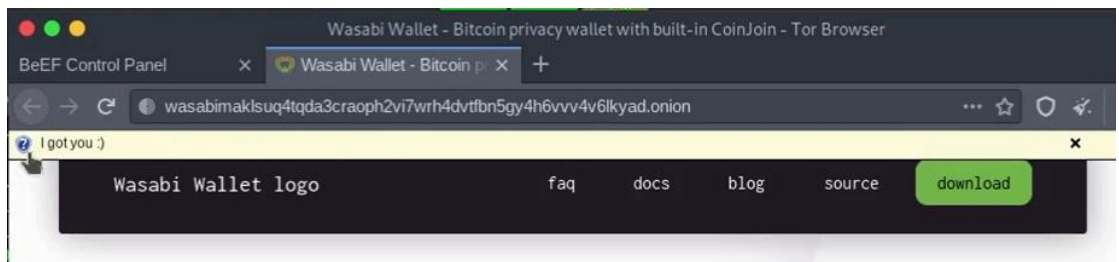 Wasabi Wallet - Bitcoin privacy wallet with built-in CoinJoin - Tor Browser
BeEF Control Panel Wasabi Wallet - Bitcoin pr
wasabimaklsuq4tqda3craoph2vi7wrh4dvtfbn5gy4h6vvv4v6lkyad.onion
I got you :)
Wasabi Wallet logo faq docs blog source download